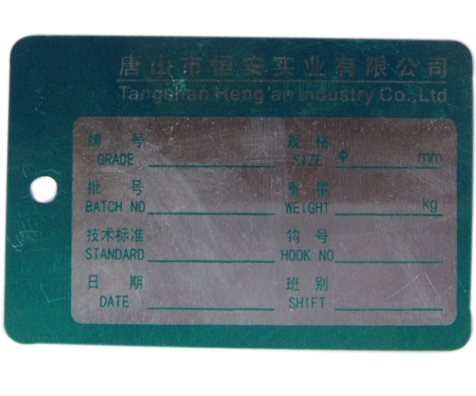 唐山市恒安实业有限公司
Tangshan Heng'an Industry Co.,Ltd
牌 号 规 格
GRADE SIZE Φ mm
批 号 重 量
BATCH NO WEIGHT kg
技术标准 钩 号
STANDARD HOOK NO
日 期 班 别
DATE SHIFT